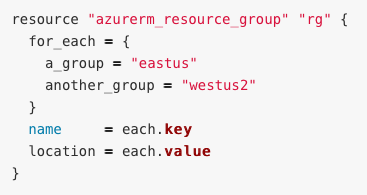 resource "azurerm_resource_group" "rg" {
  for_each = {
    a_group = "eastus"
    another_group = "westus2"
  }
  name     = each.key
  location = each.value
}